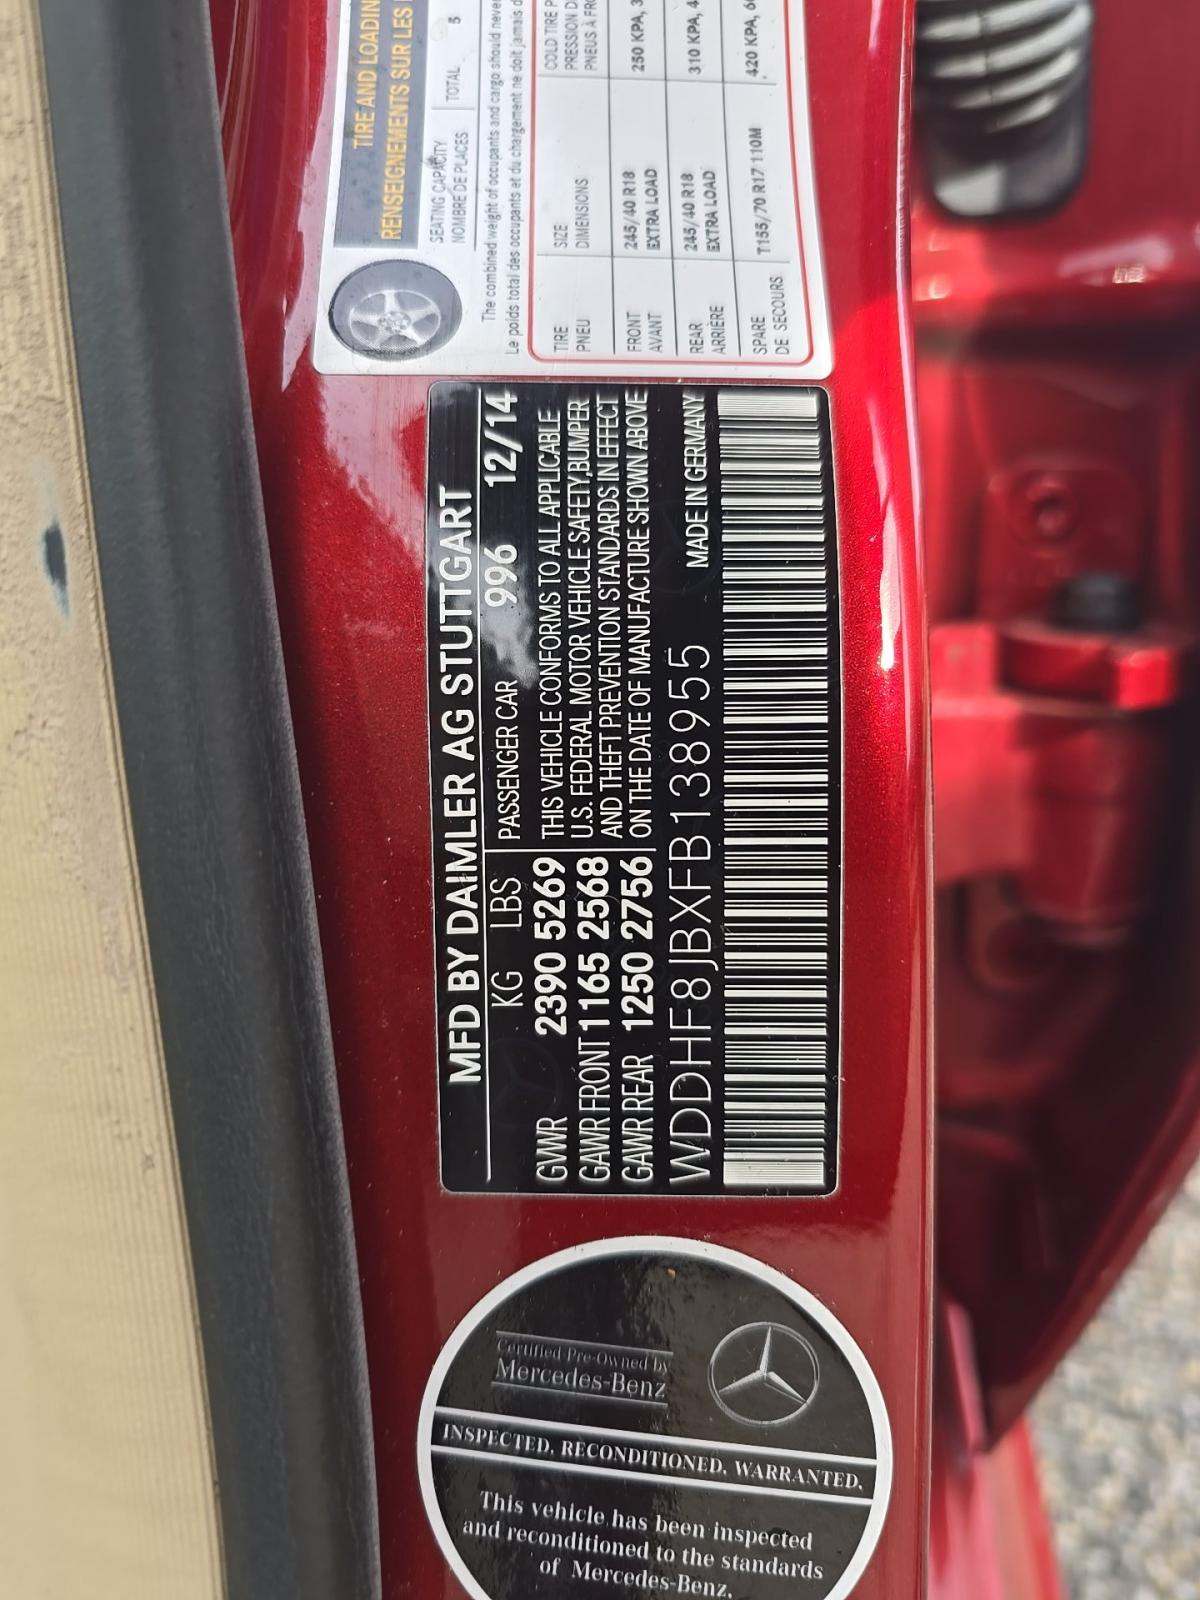 TIRE AND LOADING
RENSEIGNEMENTS SUR LES
SEATING CAPACITY
NOMBRE DE PLACES
TOTAL 5
The combined weight of occupants and cargo should never
Le poids total des occupants et du chargement ne doit jamais
TIRE SIZE COLD TIRE
PNEU DIMENSIONS PRESSION
PNEUS À
FRONT 245/40 R18 250 KPA,
AVANT EXTRA LOAD
REAR 245/40 R18 310 KPA,
ARRIÈRE EXTRA LOAD
SPARE T155/70 R17 110M 420 KPA,
DE SECOURS
MFD BY DAIMLER AG STUTTGART
KG LBS PASSENGER CAR 996 12/14
GVWR 2390 5269 THIS VEHICLE CONFORMS TO ALL APPLICABLE
GAWR FRONT 1165 2568 U.S. FEDERAL MOTOR VEHICLE SAFETY,BUMPER
AND THEFT PREVENTION STANDARDS IN EFFECT
GAWR REAR 1250 2756 ON THE DATE OF MANUFACTURE SHOWN ABOVE
WDDHF8JBXFB138955 MADE IN GERMANY
Certified Pre-Owned by
Mercedes-Benz
INSPECTED. RECONDITIONED. WARRANTED.
This vehicle has been inspected
and reconditioned to the standards
of Mercedes-Benz.